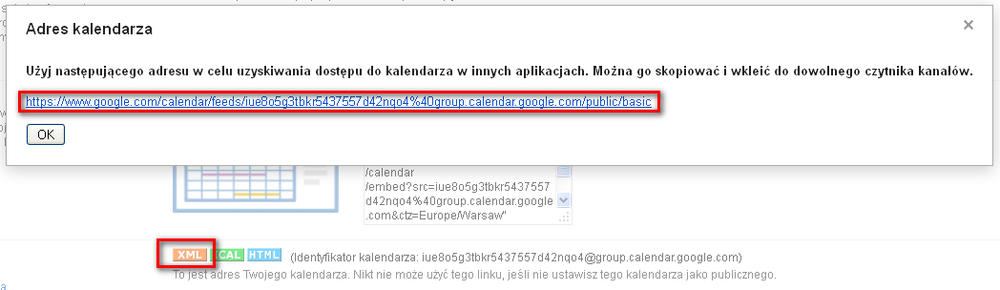 Adres kalendarza
Użyj następującego adresu w celu uzyskiwania dostępu do kalendarza w innych aplikacjach. Można go skopiować i wkleić do dowolnego czytnika kanałów.
https://www.google.com/calendar/feeds/iue8o5g3tbkr5437557d42nqo4%40group.calendar.google.com/public/basic
OK
/calendar
/embed?src=iue8o5g3tbkr5437557
d42nqo4%40group.calendar.google
.com&ctz=Europe/Warsaw"
XML ICAL HTML (Identyfikator kalendarza: iue8o5g3tbkr5437557d42nqo4@group.calendar.google.com)
To jest adres Twojego kalendarza. Nikt nie może użyć tego linku, jeśli nie ustawisz tego kalendarza jako publicznego.